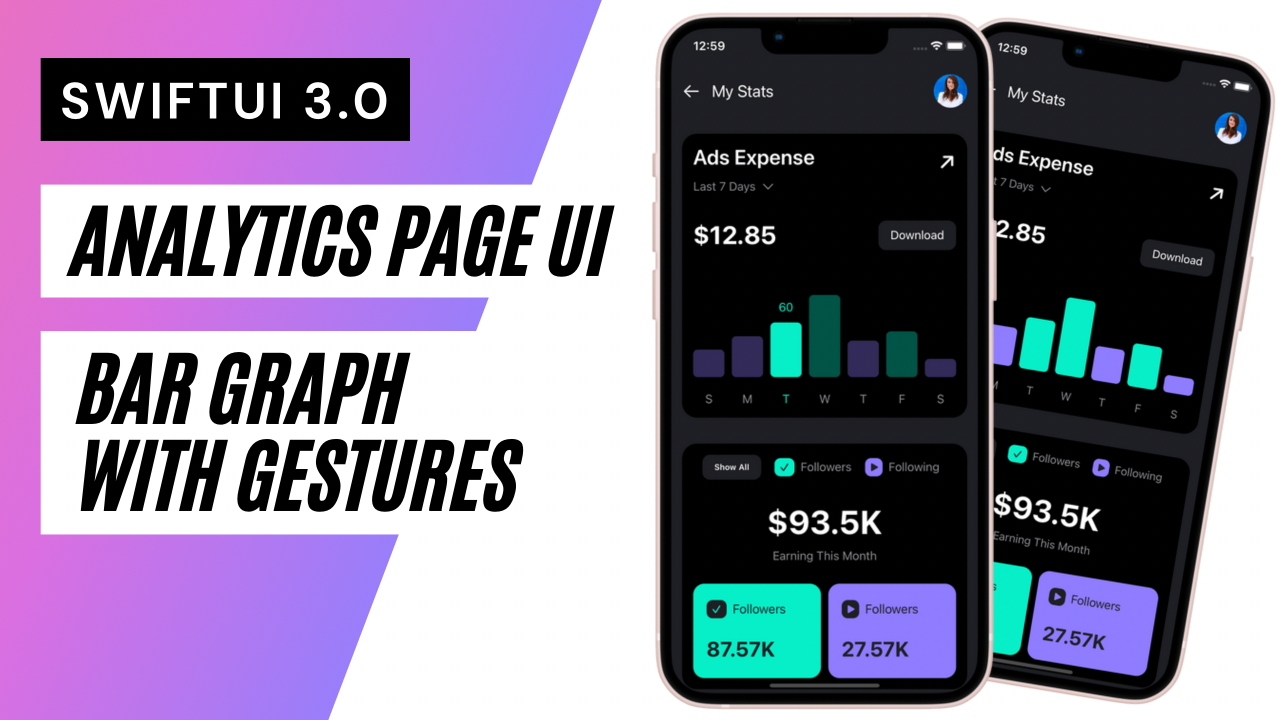 SWIFTUI 3.0
ANALYTICS PAGE UI
BAR GRAPH
WITH GESTURES
12:59
My Stats
Ads Expense
Last 7 Days
$12.85
Download
60
S M T W T F S
Show All Followers Following
$93.5K
Earning This Month
Followers
87.57K
Followers
27.57K
12:59
My Stats
ds Expense
t 7 Days
2.85
Download
M T W T F S
Followers Following
$93.5K
Earning This Month
s
Followers
27.57K